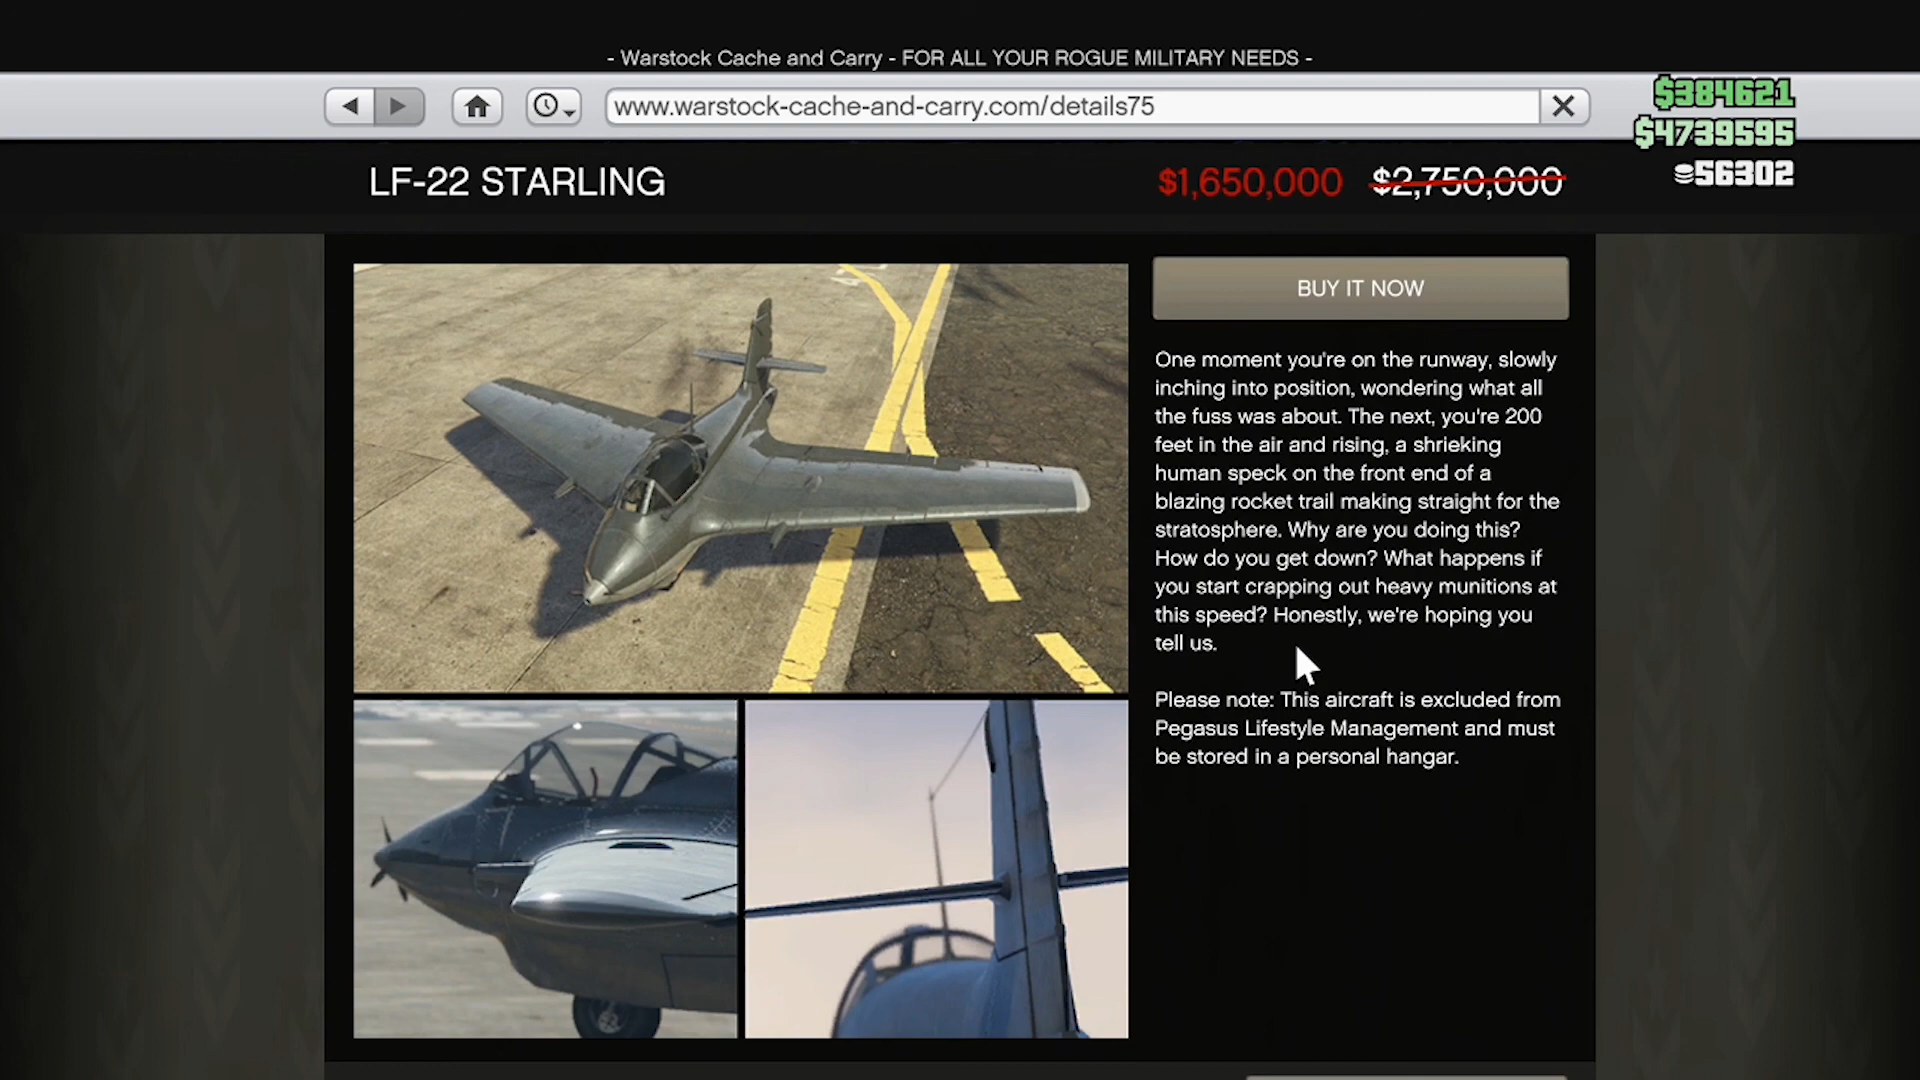 - Warstock Cache and Carry - FOR ALL YOUR ROGUE MILITARY NEEDS -
www.warstock-cache-and-carry.com/details75
$384621
$4739595
56302
LF-22 STARLING
$1,650,000 $2,750,000
BUY IT NOW
One moment you're on the runway, slowly
inching into position, wondering what all
the fuss was about. The next, you're 200
feet in the air and rising, a shrieking
human speck on the front end of a
blazing rocket trail making straight for the
stratosphere. Why are you doing this?
How do you get down? What happens if
you start crapping out heavy munitions at
this speed? Honestly, we're hoping you
tell us.
Please note: This aircraft is excluded from
Pegasus Lifestyle Management and must
be stored in a personal hangar.